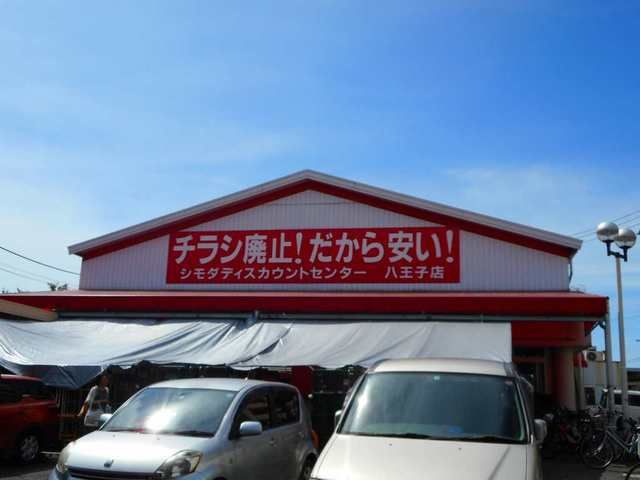 チラシ廃止!だから安い!
シモダディスカウントセンター 八王子店